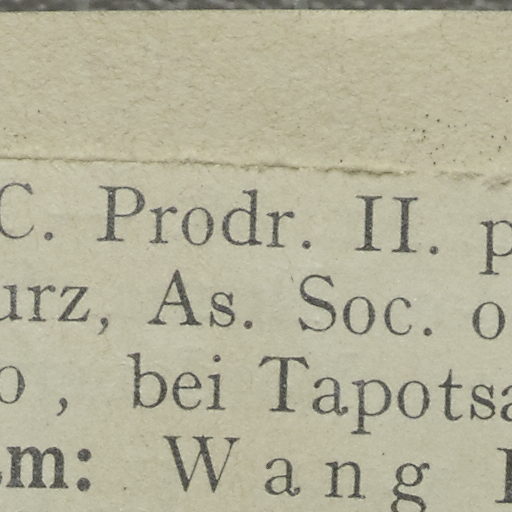 C. Prodr. II. p
urz, As. Soc. o
o, bei Tapotsa
m: Wang